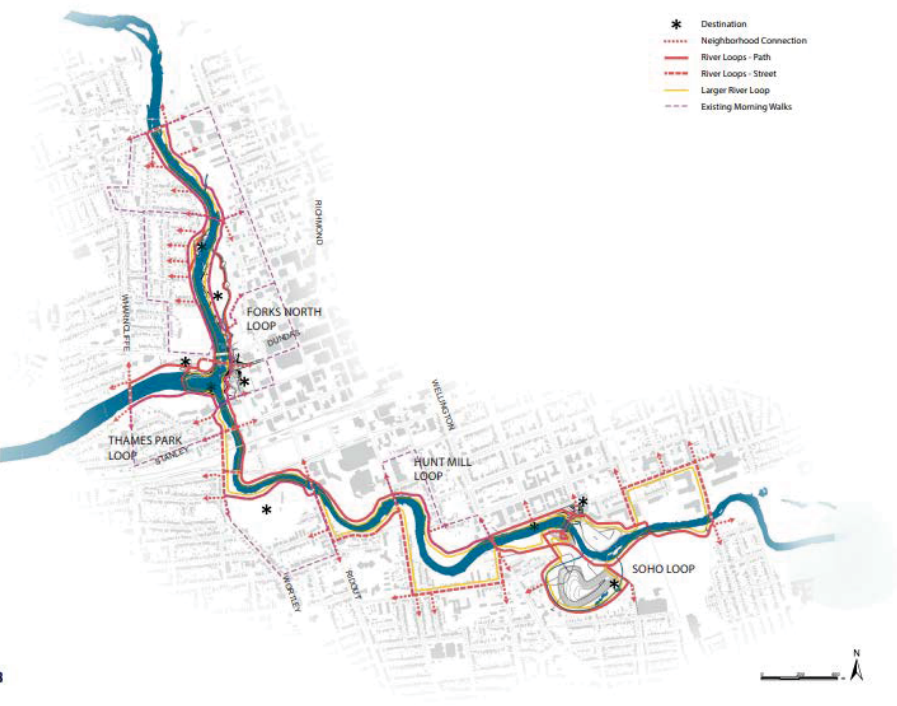 Destination
Neighborhood Connection
River Loops - Path
River Loops - Street
Larger River Loop
Existing Morning Walks
RICHMOND
WHARNCLIFFE
FORKS NORTH
LOOP
DUNDAS
WELLINGTON
THAMES PARK
LOOP
STANLEY
HUNT MILL
LOOP
SOHO LOOP
WORTLEY
RIDOUT
N